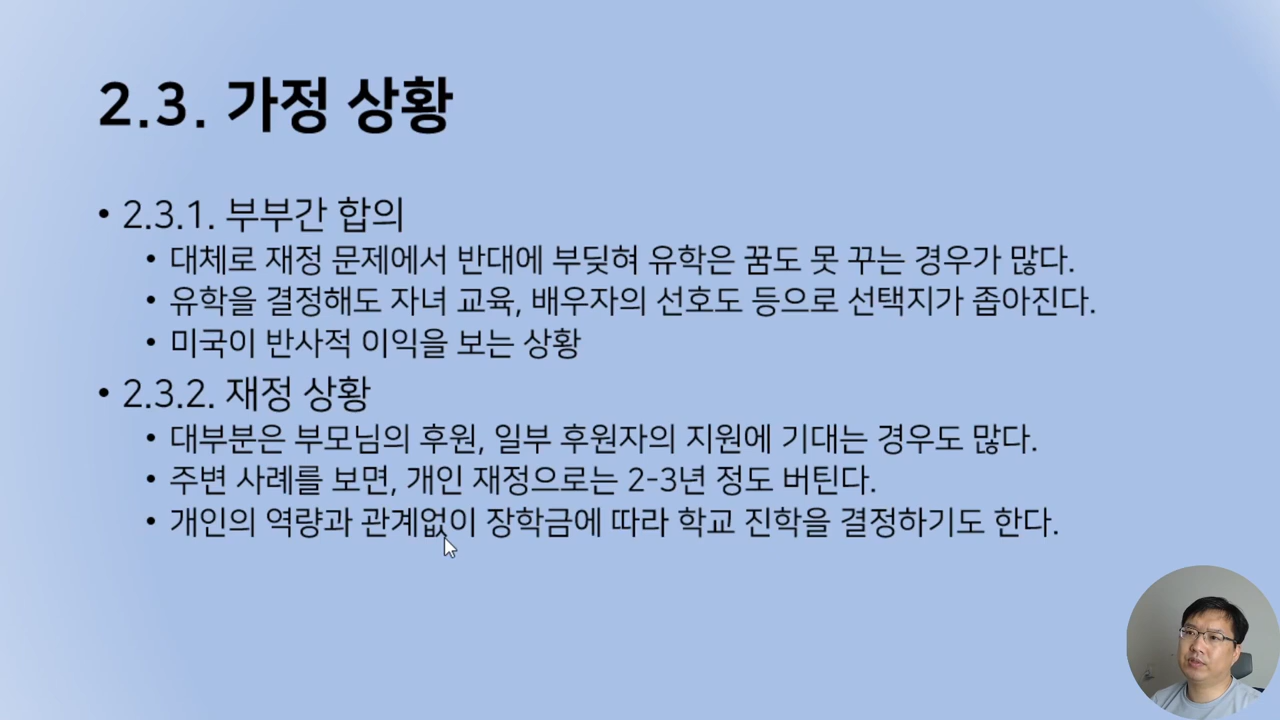 2.3. 가정 상황
• 2.3.1. 부부간 합의
• 대체로 재정 문제에서 반대에 부딪혀 유학은 꿈도 못 꾸는 경우가 많다.
• 유학을 결정해도 자녀 교육, 배우자의 선호도 등으로 선택지가 좁아진다.
• 미국이 반사적 이익을 보는 상황
• 2.3.2. 재정 상황
• 대부분은 부모님의 후원, 일부 후원자의 지원에 기대는 경우도 많다.
• 주변 사례를 보면, 개인 재정으로는 2-3년 정도 버틴다.
• 개인의 역량과 관계없이 장학금에 따라 학교 진학을 결정하기도 한다.